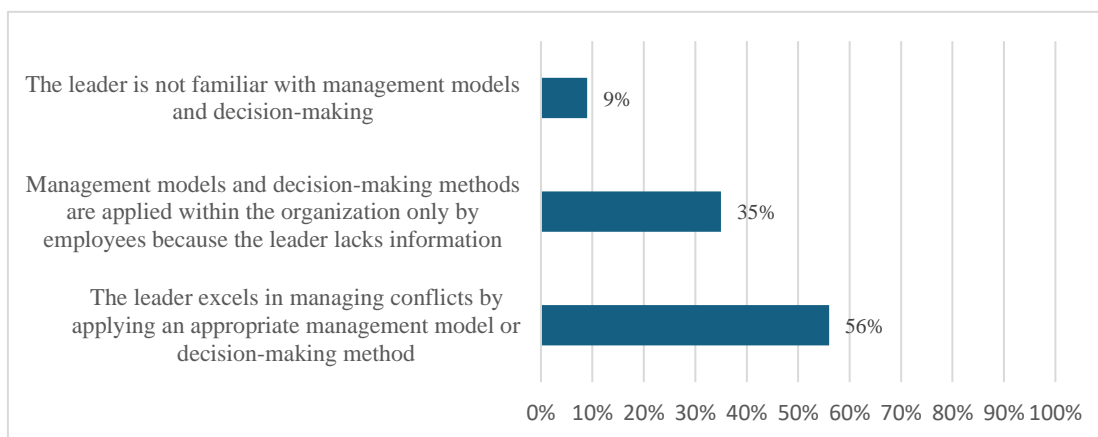 The leader is not familiar with management models
and decision-making
9%
Management models and decision-making methods
are applied within the organization only by
employees because the leader lacks information
35%
The leader excels in managing conflicts by
applying an appropriate management model or
decision-making method
56%
0% 10% 20% 30% 40% 50% 60% 70% 80% 90% 100%